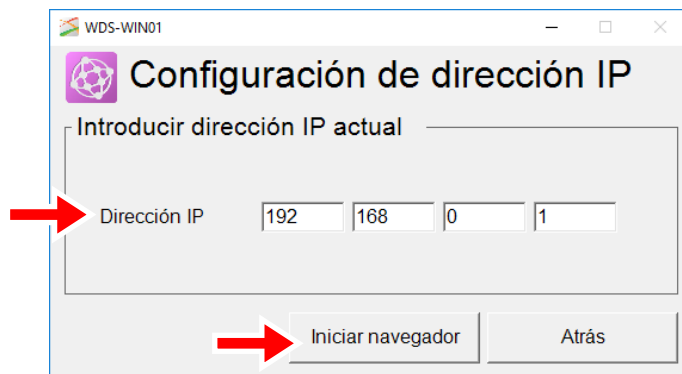 WDS-WIN01
Configuración de dirección IP
Introducir dirección IP actual
Dirección IP 192 168 0 1
Iniciar navegador Atrás